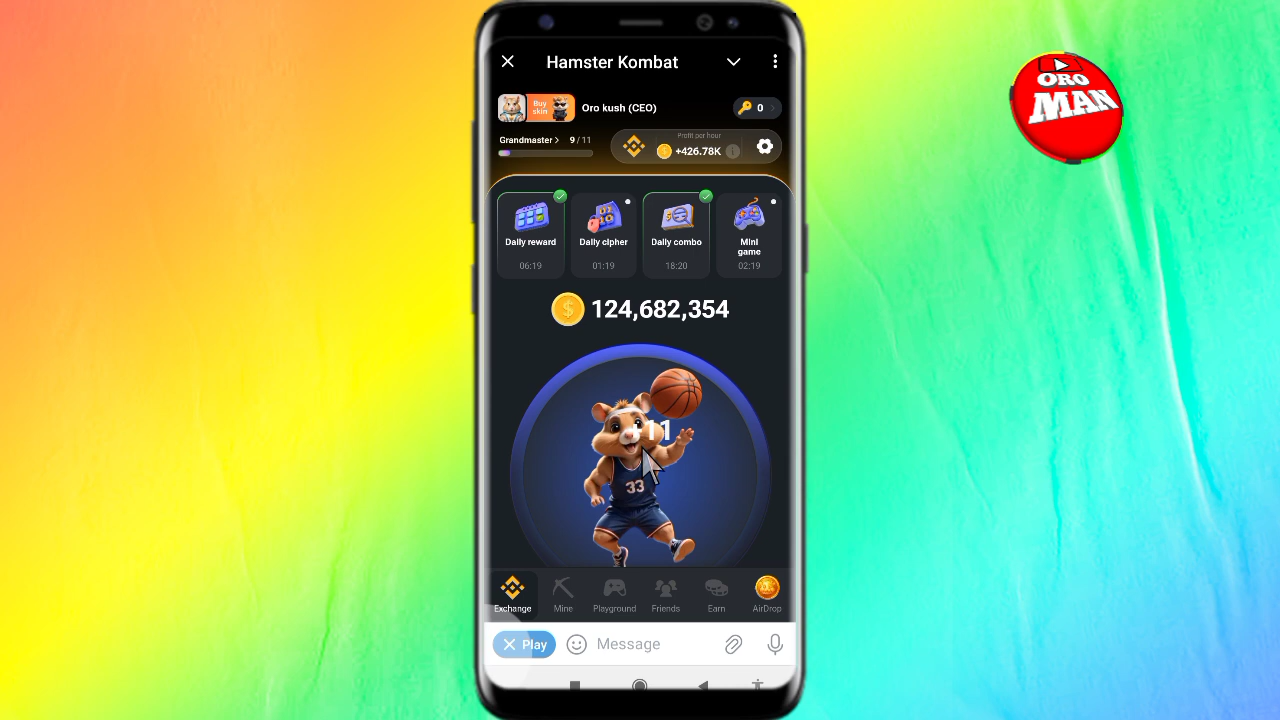 Hamster Kombat
Buy
skin
Oro kush (CEO)
0
Grandmaster
9 / 11
Profit per hour
+426.78K
Daily reward
06:19
Daily cipher
01:19
Daily combo
18:20
Mini
game
02:19
124,682,354
+11
33
Exchange
Mine
Playground
Friends
Earn
AirDrop
Play
Message
ORO
MAN